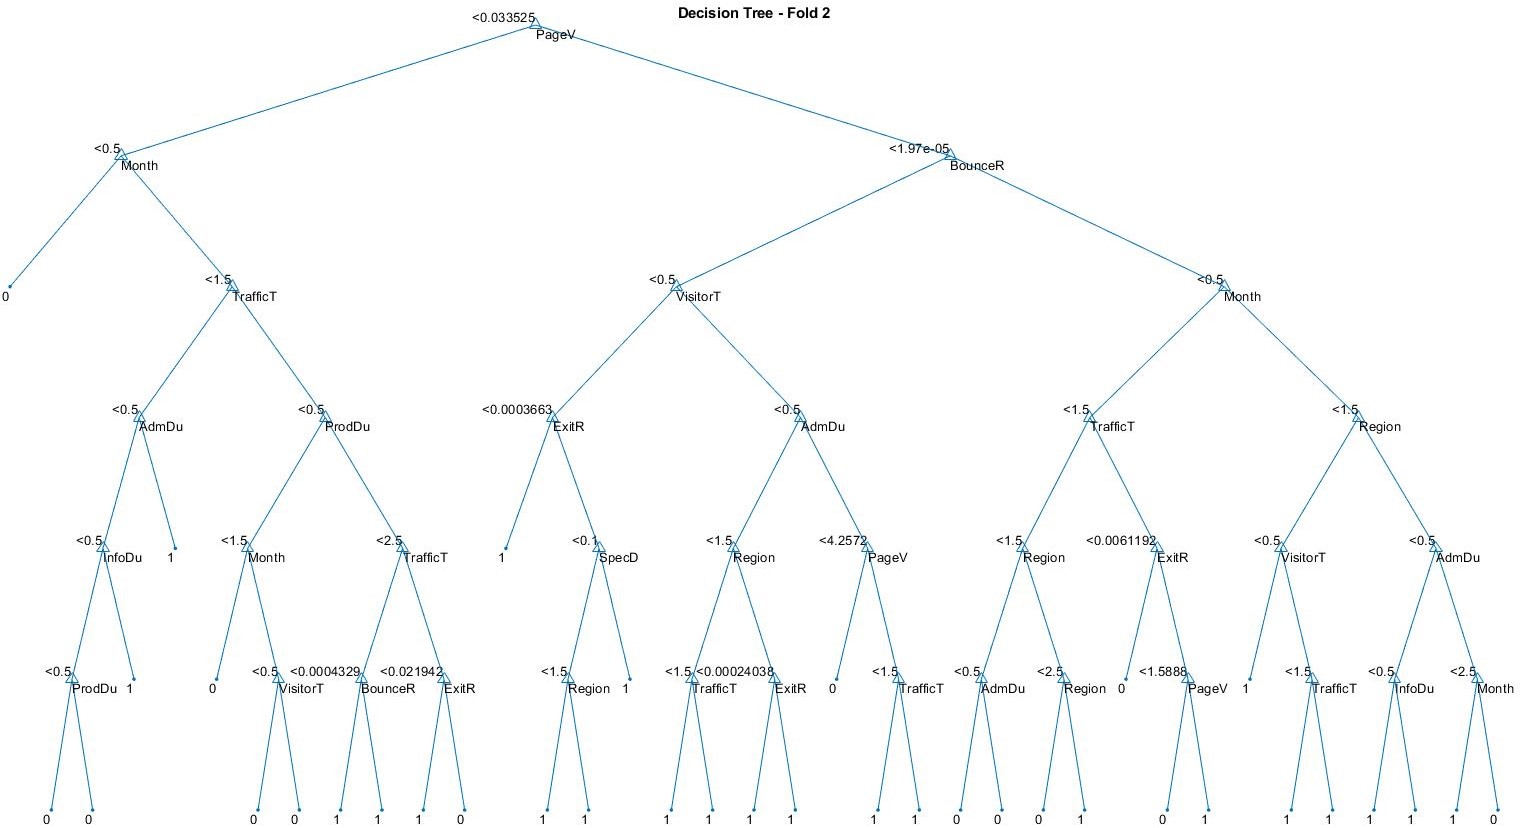 Decision Tree - Fold 2
<0.033525
PageV
<0.5
Month
<1.97e-05
BounceR
0
<1.5
TrafficT
<0.5
VisitorT
<0.5
Month
<0.5
AdmDu
<0.5
ProdDu
<0.0003663
ExitR
<0.5
AdmDu
<1.5
TrafficT
<1.5
Region
<0.5
InfoDu
1
<1.5
Month
<2.5
TrafficT
1
<0.1
SpecD
<1.5
Region
<4.2572
PageV
<1.5
Region
<0.0061192
ExitR
<0.5
VisitorT
<0.5
AdmDu
<0.5
ProdDu
1
0
<0.5
VisitorT
<0.0004329
BounceR
<0.021942
ExitR
<1.5
Region
1
<1.5
TrafficT
<0.00024038
ExitR
0
<1.5
TrafficT
<0.5
AdmDu
<2.5
Region
0
<1.5888
PageV
1
<1.5
TrafficT
<0.5
InfoDu
<2.5
Month
0 0 0 0 1 1 1 0 1 1 1 1 1 1 1 1 0 0 0 1 0 1 1 1 1 1 1 0